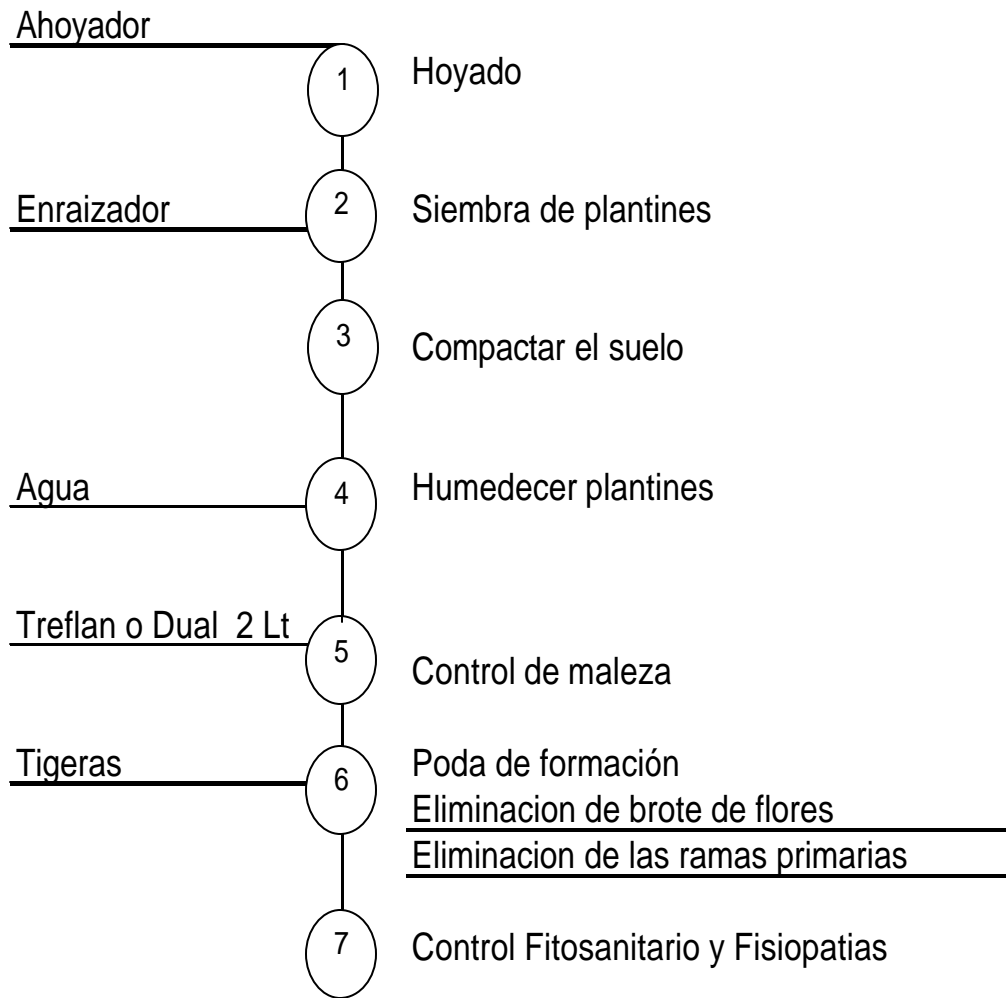 Ahoyador
1
Hoyado
Enraizador
2
Siembra de plantines
3
Compactar el suelo
Agua
4
Humedecer plantines
Treflan o Dual 2 Lt
5
Control de maleza
Tigeras
6
Poda de formación
Eliminacion de brote de flores
Eliminacion de las ramas primarias
7
Control Fitosanitario y Fisiopatias